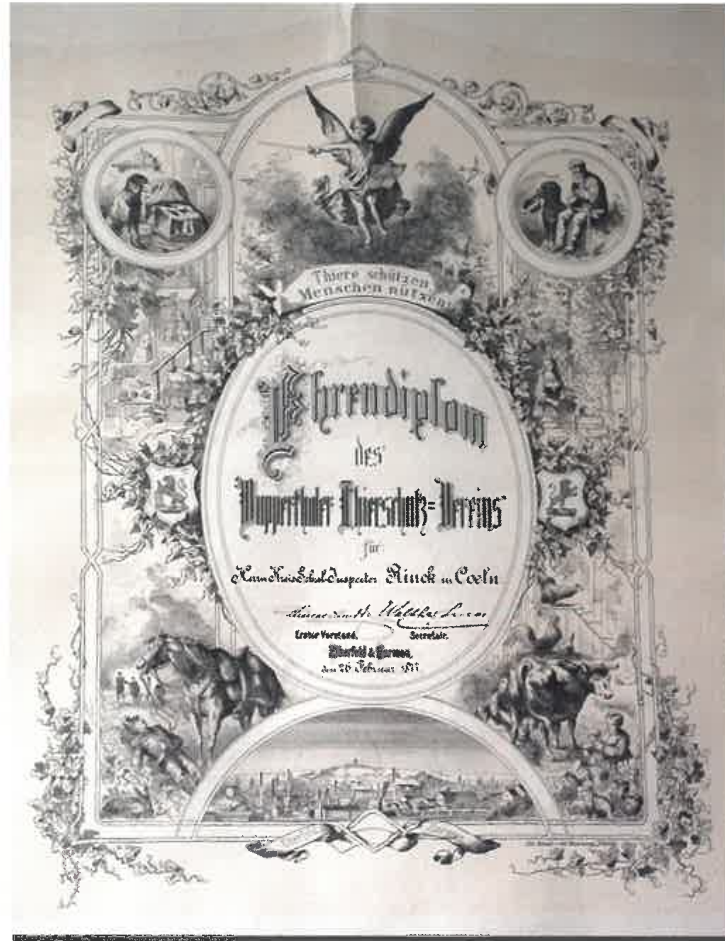 Thiere schützen
Menschen nützen!
Ehrendiplom
des
Wupperthaler Thierschutz=Vereins
für
Herrn Kreis Schul-Inspector Rinck in Coeln
Erster Vorstand. Secretair.
Elberfeld & Barmen,
den 26 Februar